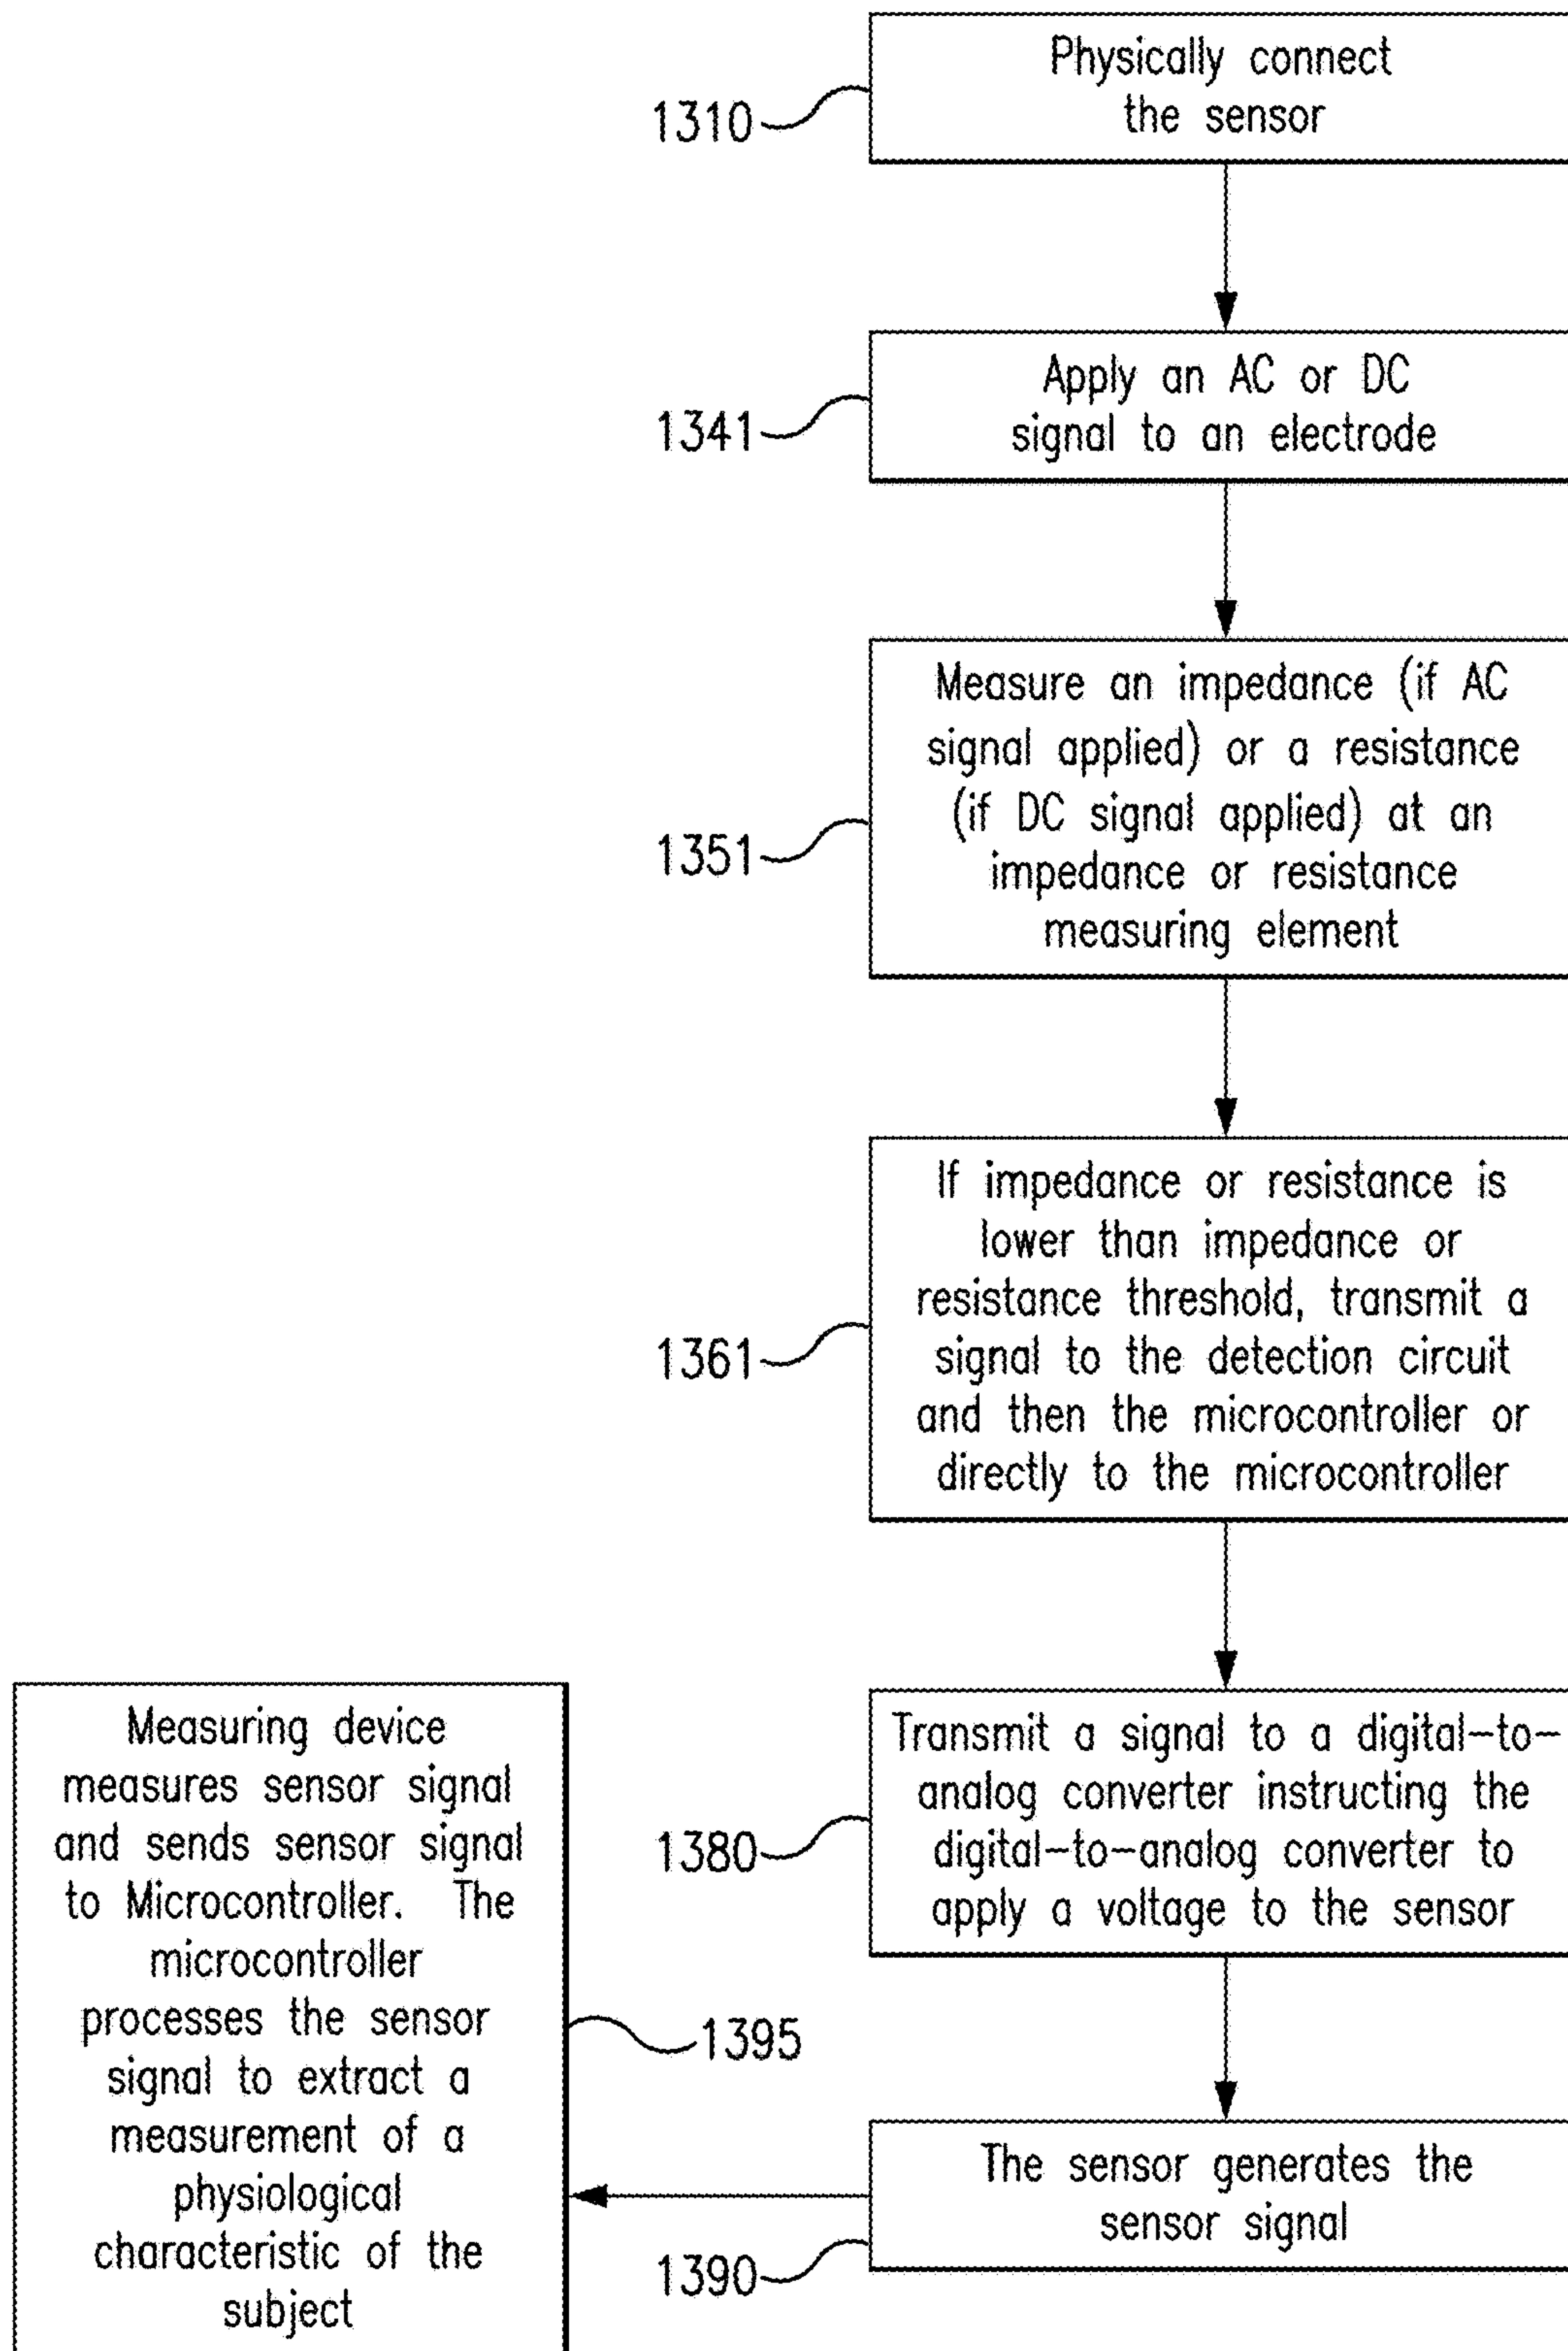 Physically connect
the sensor
1310
Apply an AC or DC
signal to an electrode
1341
Measure an impedance (if AC
signal applied) or a resistance
(if DC signal applied) at an
impedance or resistance
measuring element
1351
If impedance or resistance is
lower than impedance or
resistance threshold, transmit a
signal to the detection circuit
and then the microcontroller or
directly to the microcontroller
1361
Transmit a signal to a digital-to-
analog converter instructing the
digital-to-analog converter to
apply a voltage to the sensor
1380
The sensor generates the
sensor signal
1390
Measuring device
measures sensor signal
and sends sensor signal
to Microcontroller. The
microcontroller
processes the sensor
signal to extract a
measurement of a
physiological
characteristic of the
subject
1395